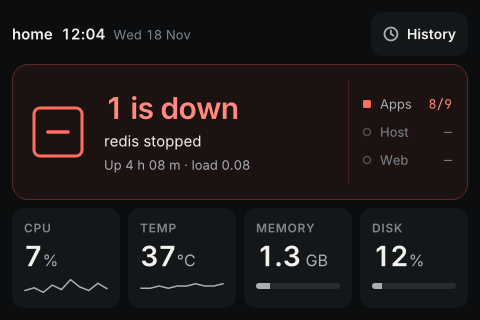 home 12:04 Wed 18 Nov
History
1 is down
redis stopped
Up 4 h 08 m · load 0.08
Apps 8/9
Host –
Web –
CPU
7%
TEMP
37°C
MEMORY
1.3 GB
DISK
12%